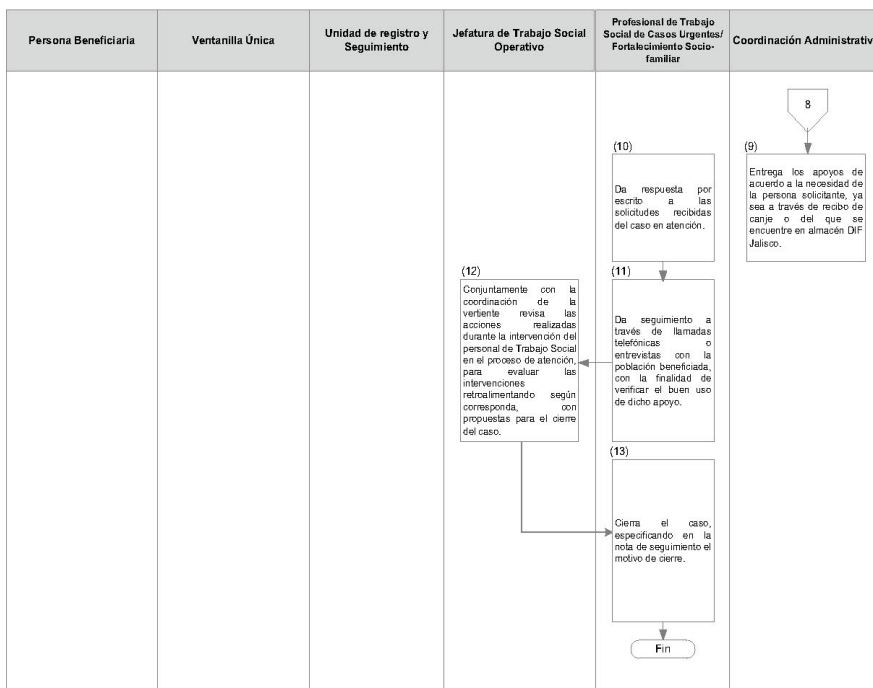 Persona Beneficiaria
Ventanilla Única
Unidad de registro y
Seguimiento
Jefatura de Trabajo Social
Operativo
Profesional de Trabajo
Social de Casos Urgentes/
Fortalecimiento Socio-
familiar
Coordinación Administrativ
8
(9)
Entrega los apoyos de
acuerdo a la necesidad de
la persona solicitante, ya
sea a través de recibo de
canje o del que se
encuentre en almacén DIF
Jalisco.
(10)
Da respuesta por
escrito a las
solicitudes recibidas
del caso en atención.
(11)
Da seguimiento a
través de llamadas
telefónicas o
entrevistas con la
población beneficiada,
con la finalidad de
verificar el buen uso
de dicho apoyo.
(12)
Conjuntamente con la
coordinación de la
vertiente revisa las
acciones realizadas
durante la intervención del
personal de Trabajo Social
en el proceso de atención,
para evaluar las
intervenciones
retroalimentando según
corresponda, con
propuestas para el cierre
del caso.
(13)
Cierra el caso,
especificando en la
nota de seguimiento el
motivo de cierre.
Fin